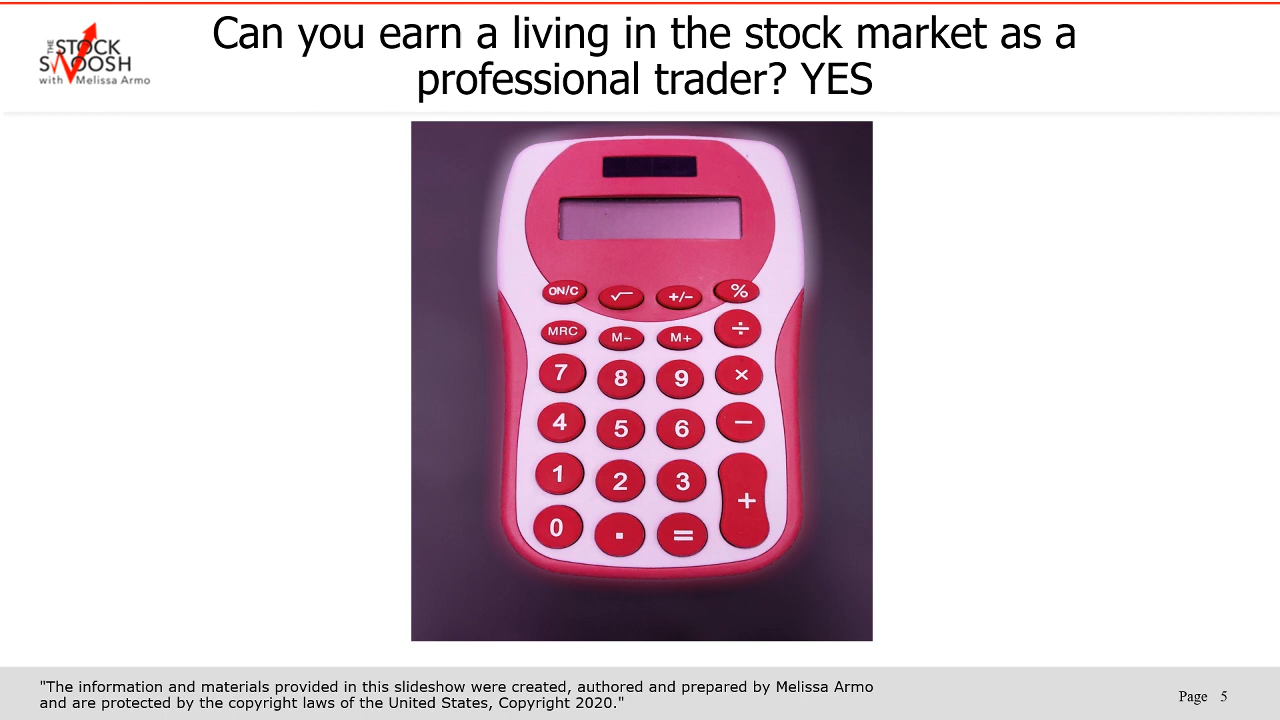 THE
STOCK
SWOOSH
with Melissa Armo
Can you earn a living in the stock market as a
professional trader? YES
ON/C √ +/− %
MRC M− M+ ÷
7 8 9 ×
4 5 6 −
1 2 3 +
0 . =
"The information and materials provided in this slideshow were created, authored and prepared by Melissa Armo
and are protected by the copyright laws of the United States, Copyright 2020."
Page 5